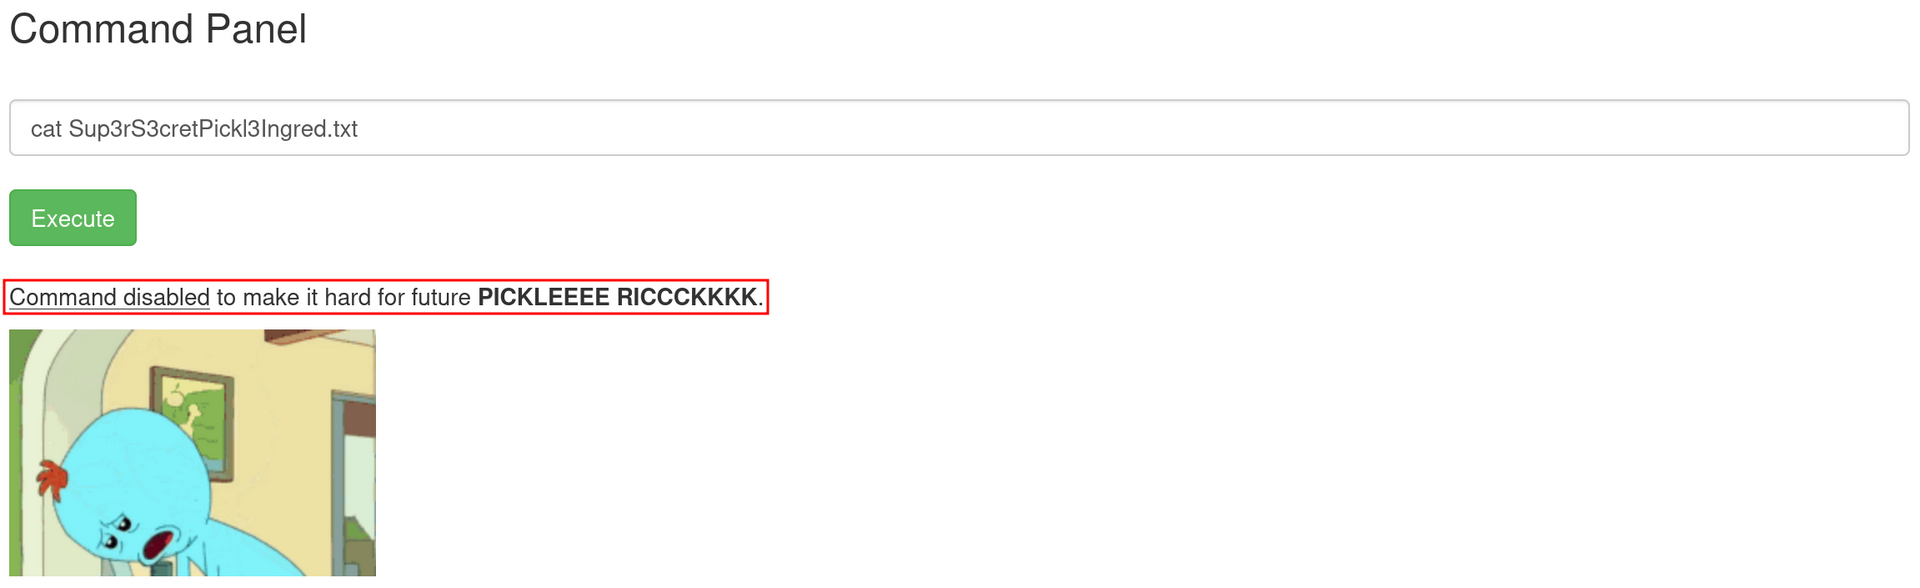 Command Panel
cat Sup3rS3cretPickl3Ingred.txt
Execute
Command disabled to make it hard for future PICKLEEEE RICCCKKKK.